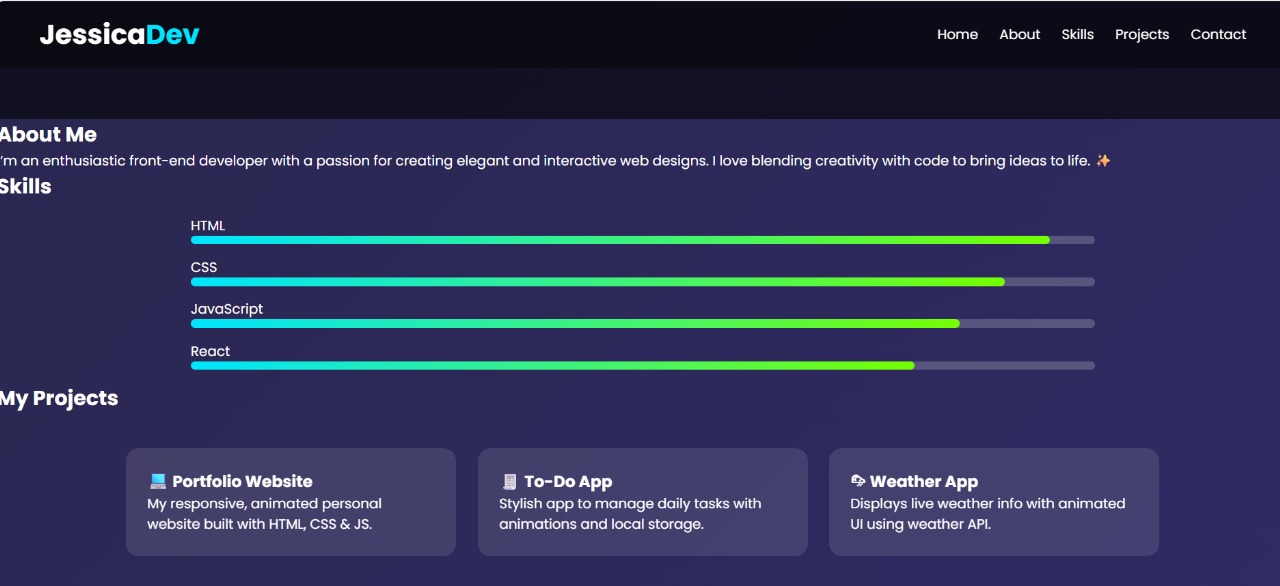 JessicaDev
Home About Skills Projects Contact
About Me
'm an enthusiastic front-end developer with a passion for creating elegant and interactive web designs. I love blending creativity with code to bring ideas to life. ✨
Skills
HTML
CSS
JavaScript
React
My Projects
💻 Portfolio Website
My responsive, animated personal
website built with HTML, CSS & JS.
🧾 To-Do App
Stylish app to manage daily tasks with
animations and local storage.
🌦 Weather App
Displays live weather info with animated
UI using weather API.